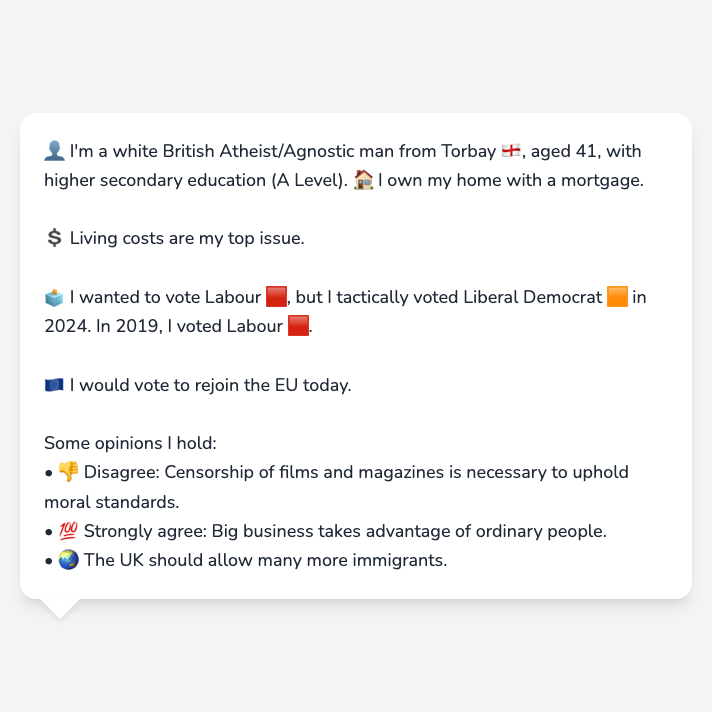 👤 I'm a white British Atheist/Agnostic man from Torbay 🏴󠁧󠁢󠁥󠁮󠁧󠁿, aged 41, with
higher secondary education (A Level). 🏠 I own my home with a mortgage.
💲 Living costs are my top issue.
🗳️ I wanted to vote Labour 🟥, but I tactically voted Liberal Democrat 🟧 in
2024. In 2019, I voted Labour 🟥.
🇪🇺 I would vote to rejoin the EU today.
Some opinions I hold:
• 👎 Disagree: Censorship of films and magazines is necessary to uphold
moral standards.
• 💯 Strongly agree: Big business takes advantage of ordinary people.
• 🌏 The UK should allow many more immigrants.